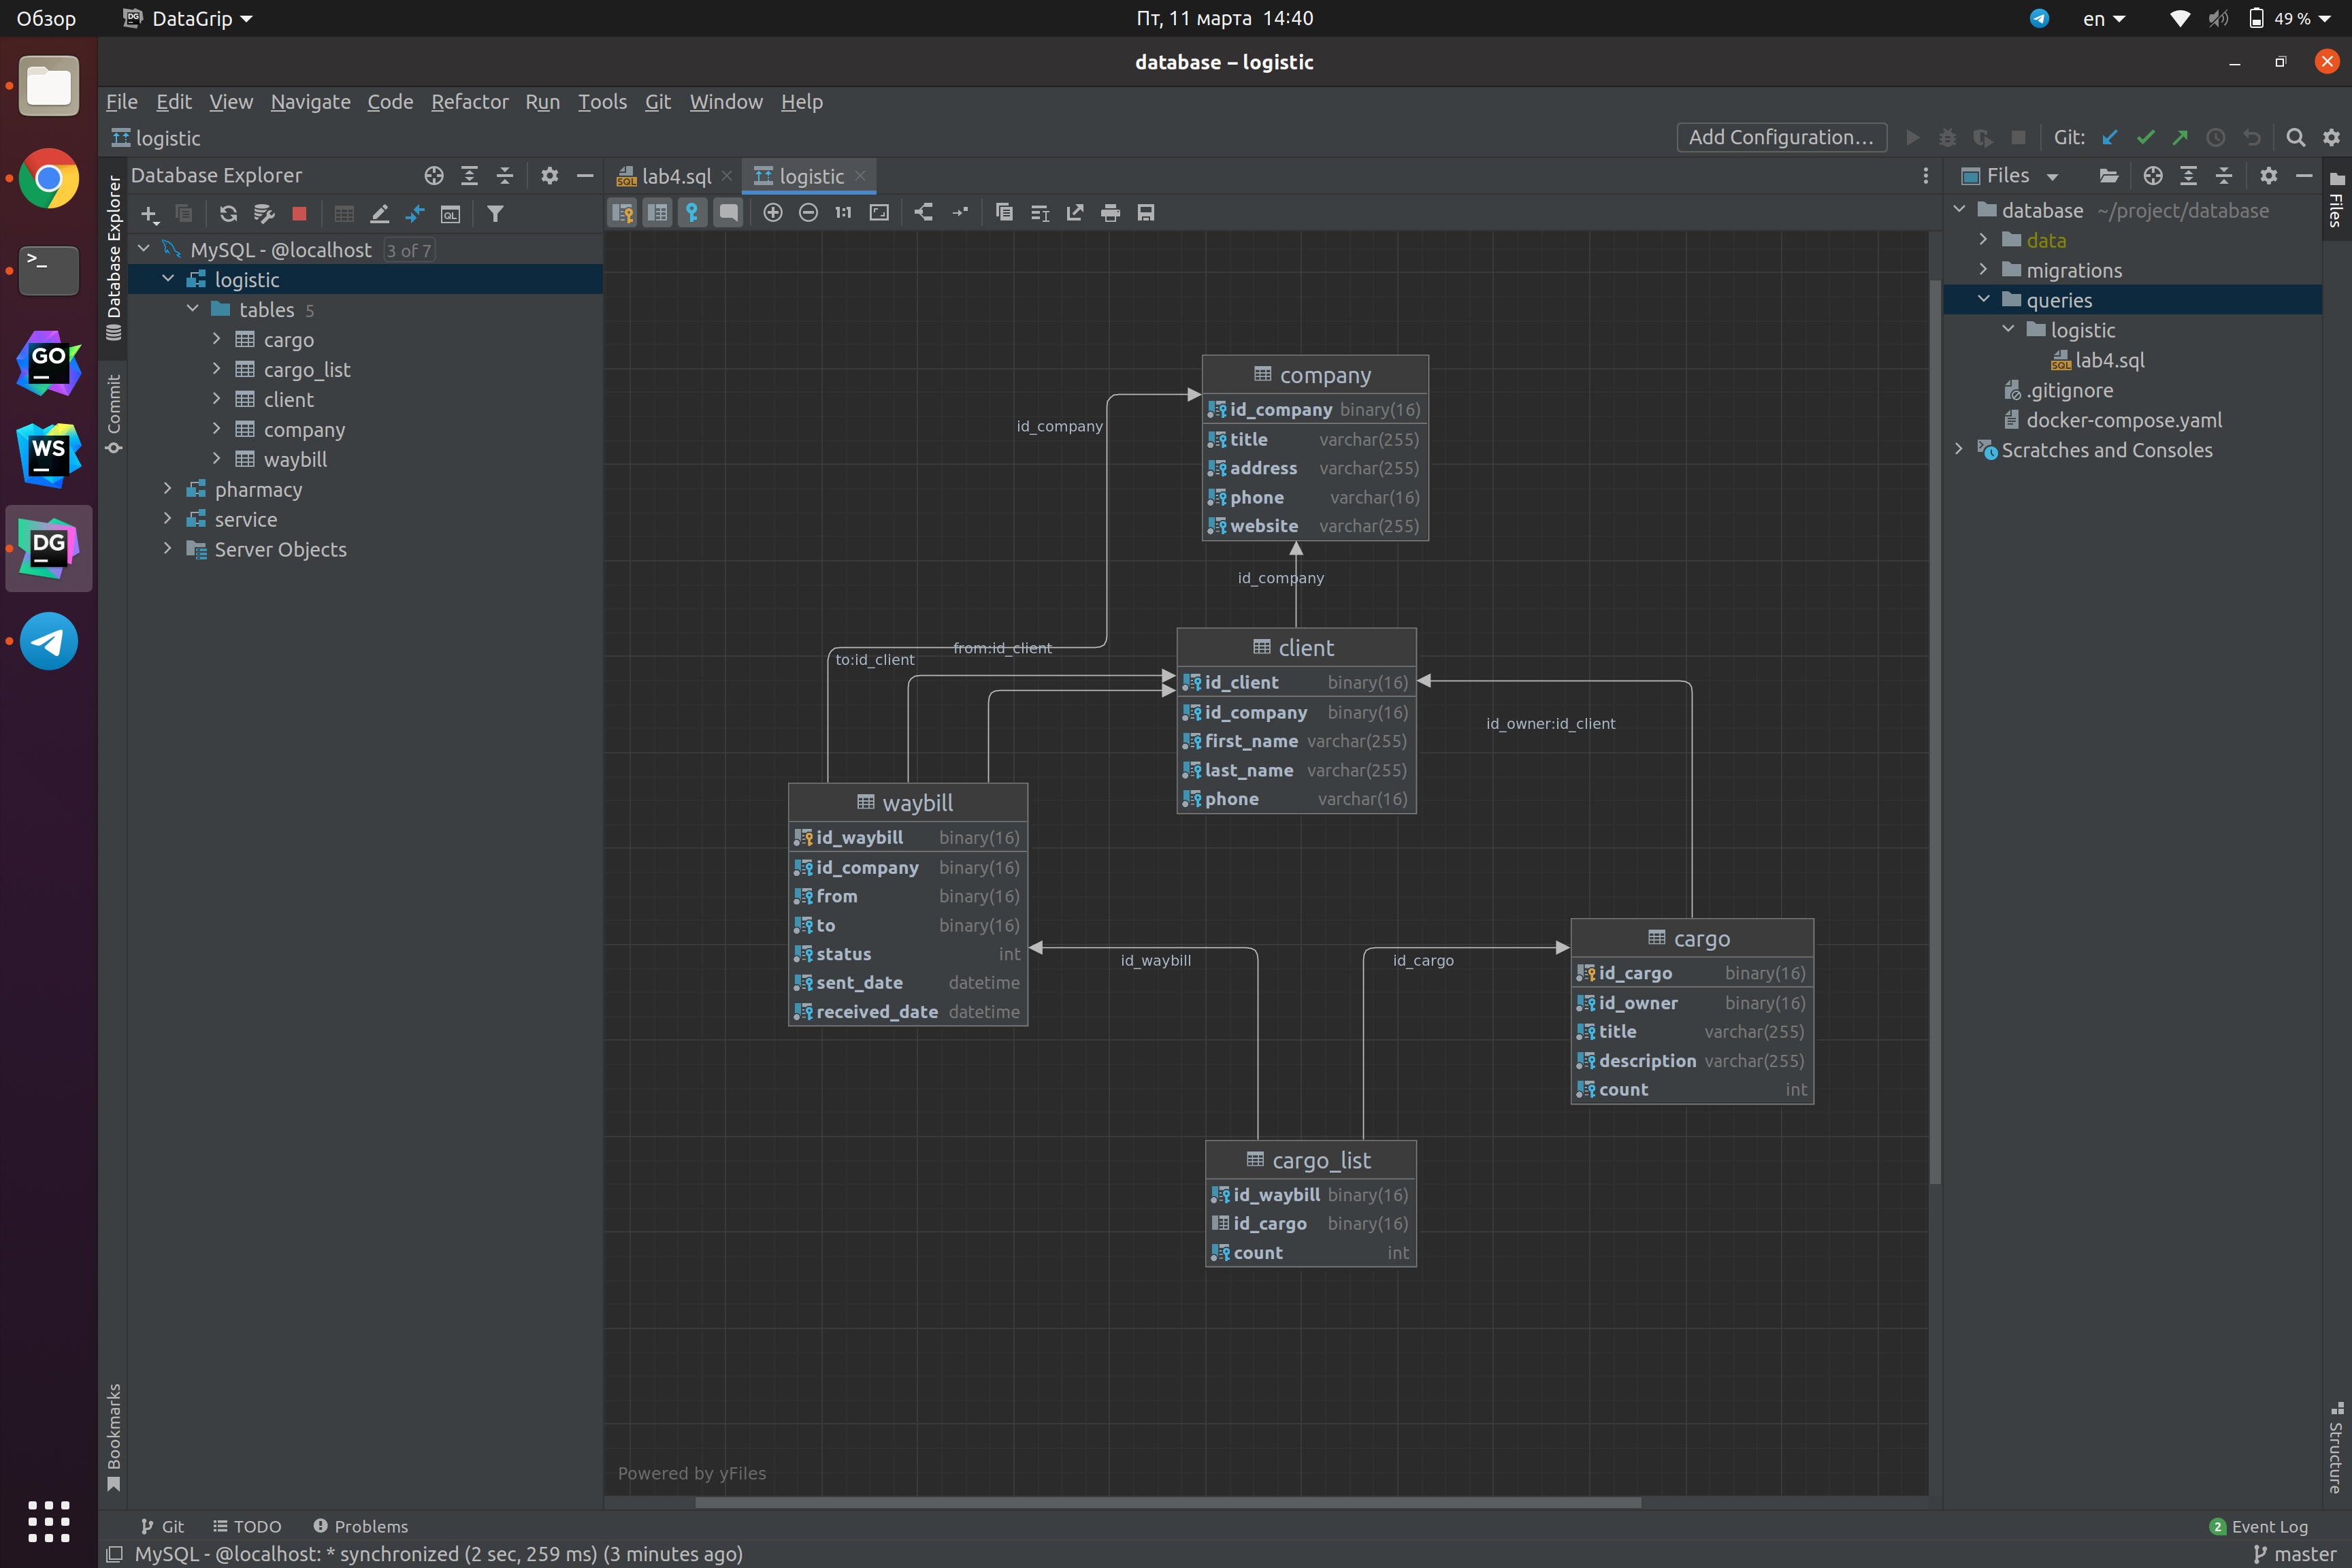 Обзор
DataGrip
Пт, 11 марта 14:40
en
49 %
database – logistic
File Edit View Navigate Code Refactor Run Tools Git Window Help
logistic
Add Configuration...
Git:
Database Explorer
lab4.sql
logistic
Files
Database Explorer
Commit
Bookmarks
Files
Structure
QL
1:1
MySQL - @localhost 3 of 7
logistic
tables 5
cargo
cargo_list
client
company
waybill
pharmacy
service
Server Objects
GO
WS
DG
company
id_company binary(16)
title varchar(255)
address varchar(255)
phone varchar(16)
website varchar(255)
id_company
id_company
from:id_client
to:id_client
client
id_client binary(16)
id_company binary(16)
first_name varchar(255)
last_name varchar(255)
phone varchar(16)
id_owner:id_client
waybill
id_waybill binary(16)
id_company binary(16)
from binary(16)
to binary(16)
status int
sent_date datetime
received_date datetime
id_waybill
id_cargo
cargo
id_cargo binary(16)
id_owner binary(16)
title varchar(255)
description varchar(255)
count int
cargo_list
id_waybill binary(16)
id_cargo binary(16)
count int
Powered by yFiles
database ~/project/database
data
migrations
queries
logistic
lab4.sql
.gitignore
docker-compose.yaml
Scratches and Consoles
Git TODO Problems
2 Event Log
MySQL - @localhost: * synchronized (2 sec, 259 ms) (3 minutes ago)
master